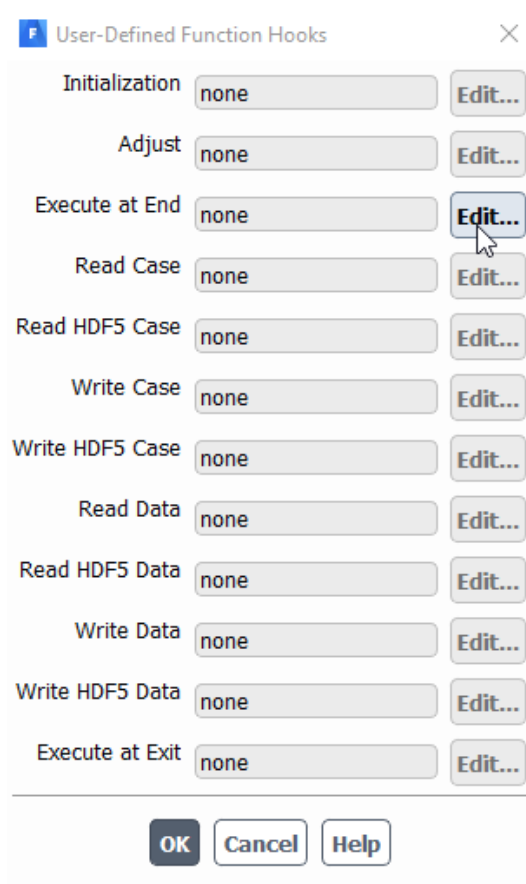 F User-Defined Function Hooks
Initialization none Edit...
Adjust none Edit...
Execute at End none Edit...
Read Case none Edit...
Read HDF5 Case none Edit...
Write Case none Edit...
Write HDF5 Case none Edit...
Read Data none Edit...
Read HDF5 Data none Edit...
Write Data none Edit...
Write HDF5 Data none Edit...
Execute at Exit none Edit...
OK Cancel Help